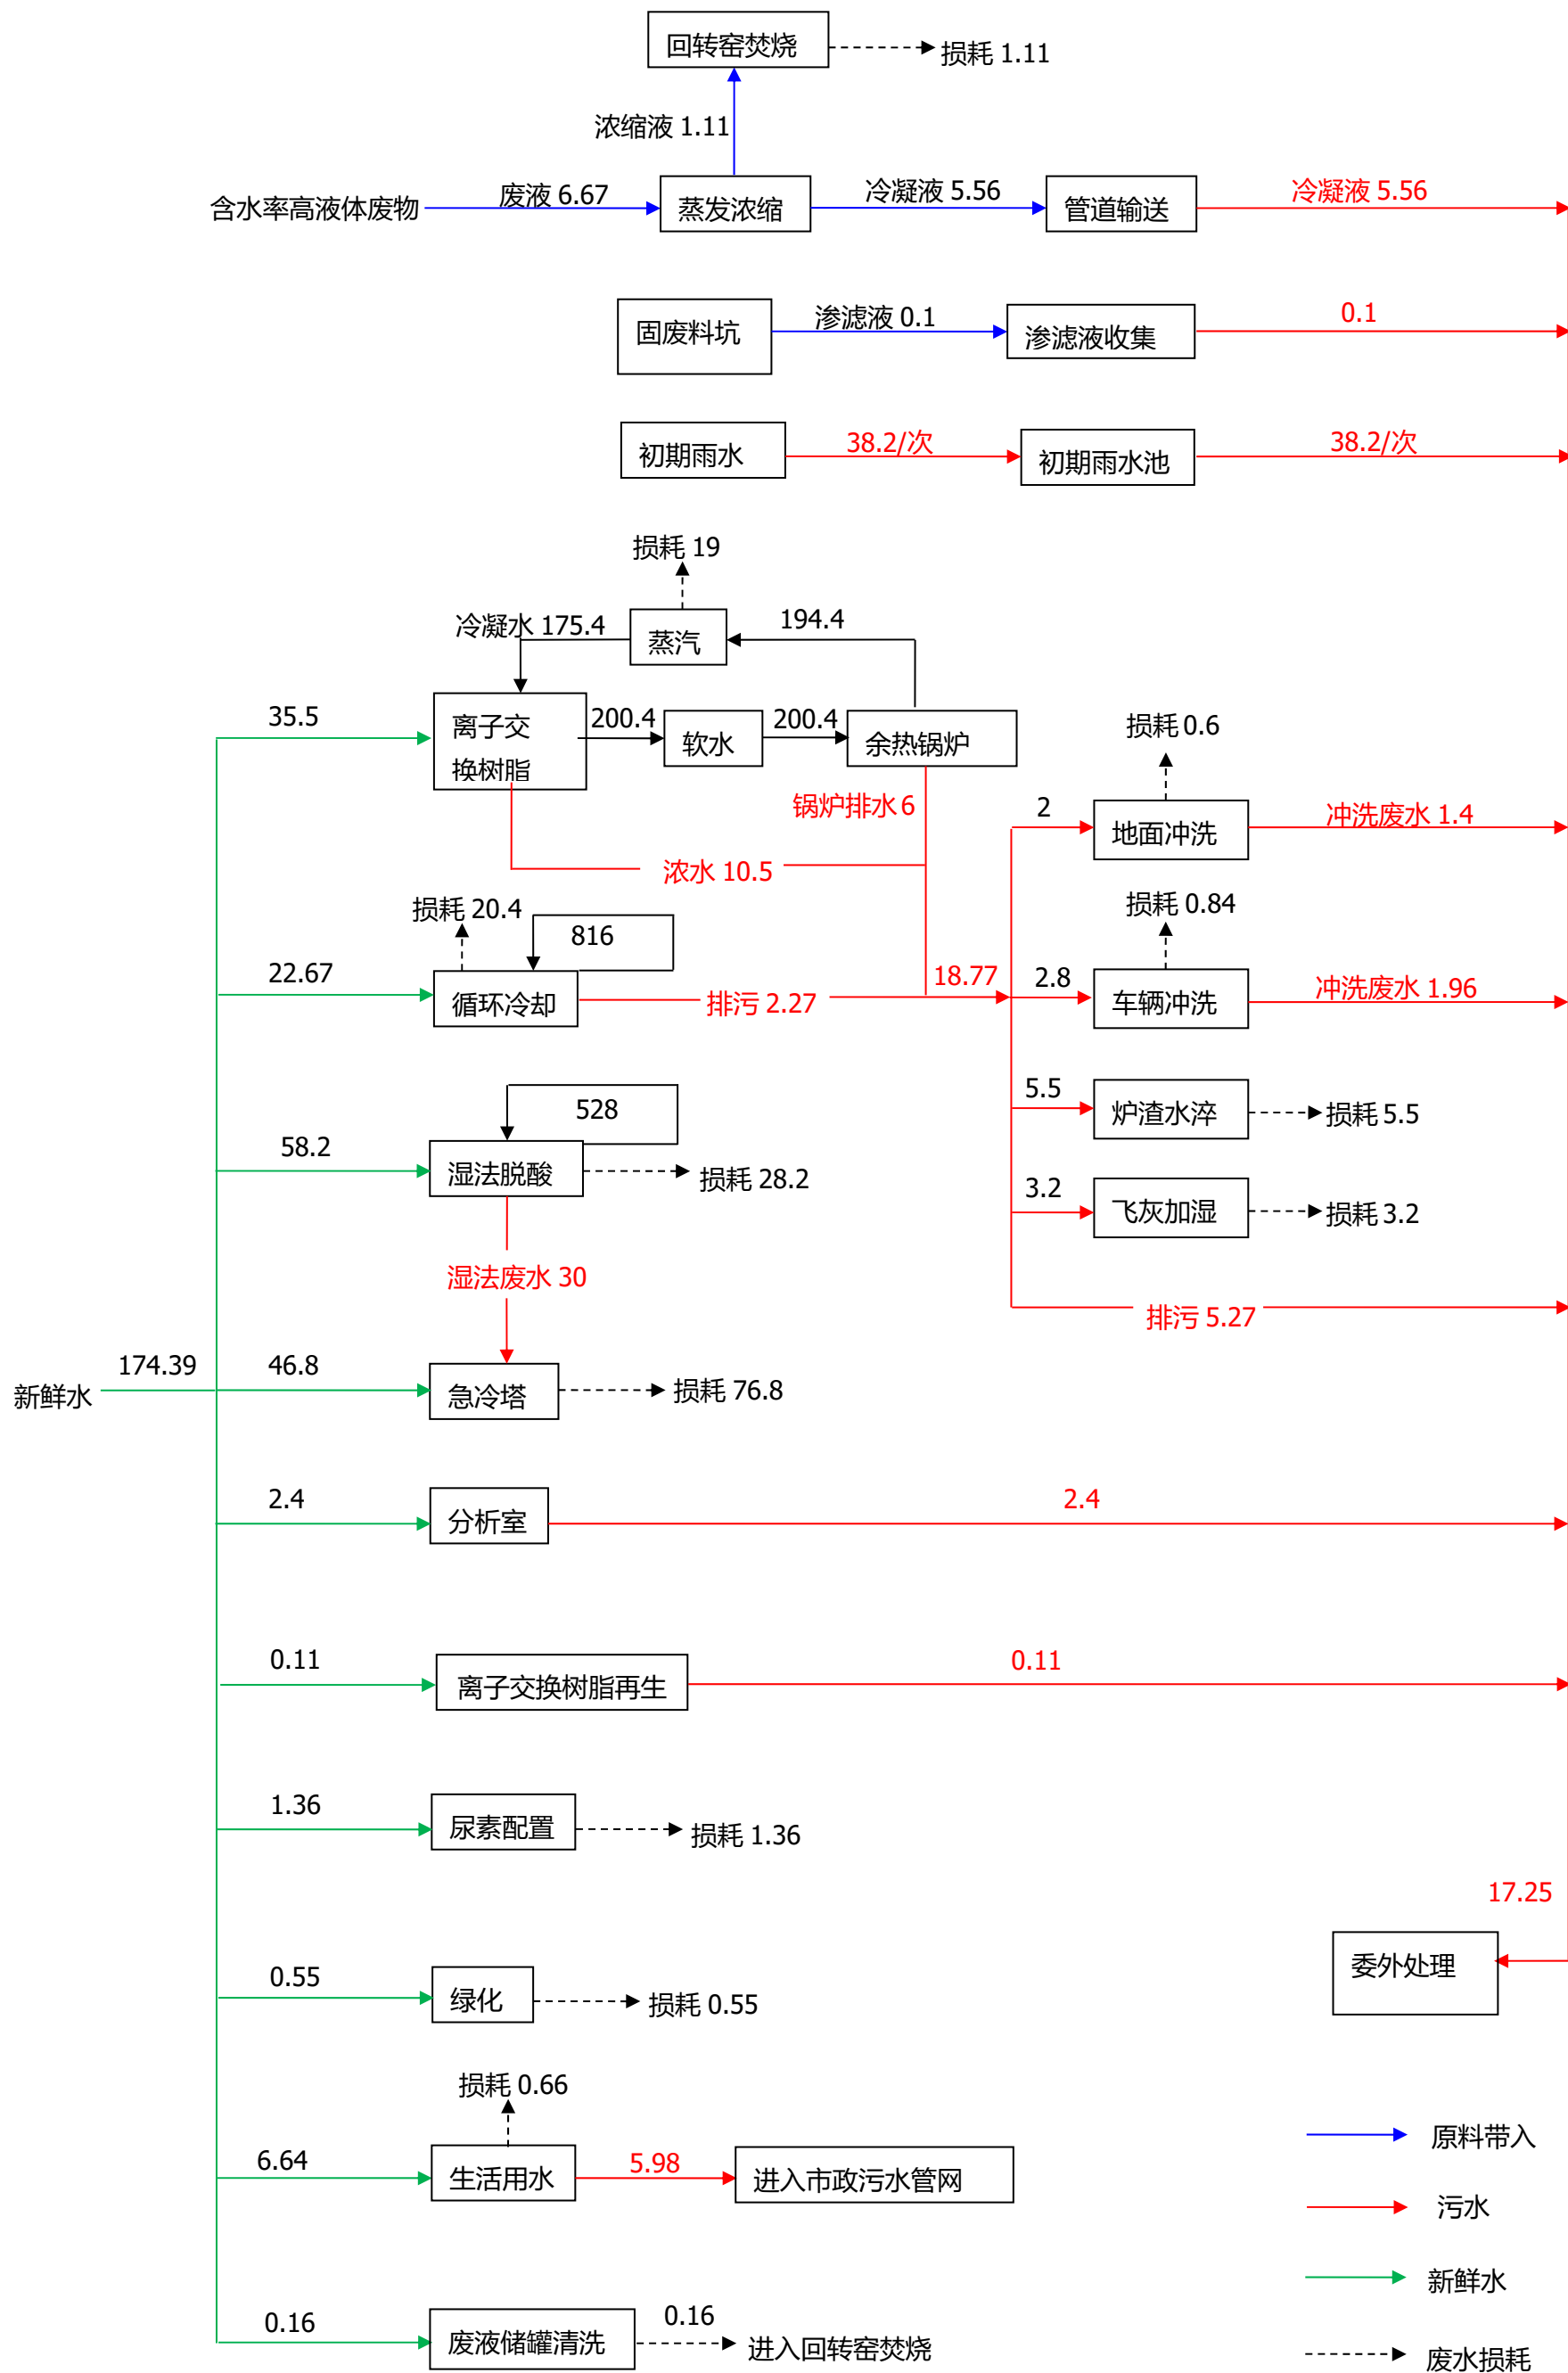 回转窑焚烧
损耗 1.11
浓缩液 1.11
含水率高液体废物
废液 6.67
蒸发浓缩
冷凝液 5.56
管道输送
冷凝液 5.56
固废料坑
渗滤液 0.1
渗滤液收集
0.1
初期雨水
38.2/次
初期雨水池
38.2/次
损耗 19
冷凝水 175.4
蒸汽
194.4
35.5
离子交
换树脂
200.4
软水
200.4
余热锅炉
锅炉排水 6
浓水 10.5
损耗 0.6
2
地面冲洗
冲洗废水 1.4
损耗 20.4
816
22.67
循环冷却
排污 2.27
18.77
损耗 0.84
2.8
车辆冲洗
冲洗废水 1.96
528
58.2
湿法脱酸
损耗 28.2
5.5
炉渣水淬
损耗 5.5
3.2
飞灰加湿
损耗 3.2
湿法废水 30
排污 5.27
新鲜水
174.39
46.8
急冷塔
损耗 76.8
2.4
分析室
2.4
0.11
离子交换树脂再生
0.11
1.36
尿素配置
损耗 1.36
17.25
委外处理
0.55
绿化
损耗 0.55
损耗 0.66
6.64
生活用水
5.98
进入市政污水管网
原料带入
污水
新鲜水
0.16
废液储罐清洗
0.16
进入回转窑焚烧
废水损耗